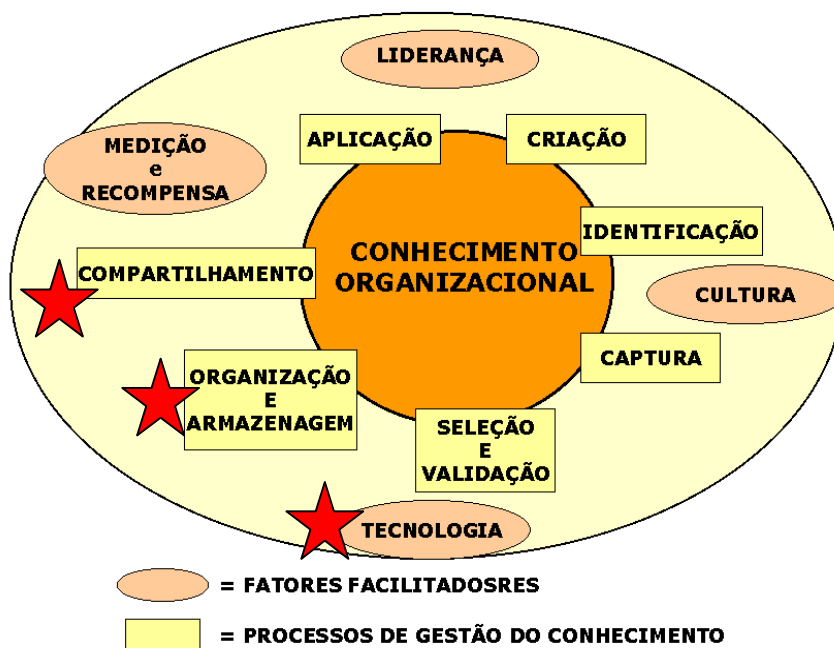 LIDERANÇA
MEDIÇÃO
e
RECOMPENSA
APLICAÇÃO
CRIAÇÃO
IDENTIFICAÇÃO
CONHECIMENTO
ORGANIZACIONAL
COMPARTILHAMENTO
CULTURA
CAPTURA
ORGANIZAÇÃO
E
ARMAZENAGEM
SELEÇÃO
E
VALIDAÇÃO
TECNOLOGIA
= FATORES FACILITADOSRES
= PROCESSOS DE GESTÃO DO CONHECIMENTO